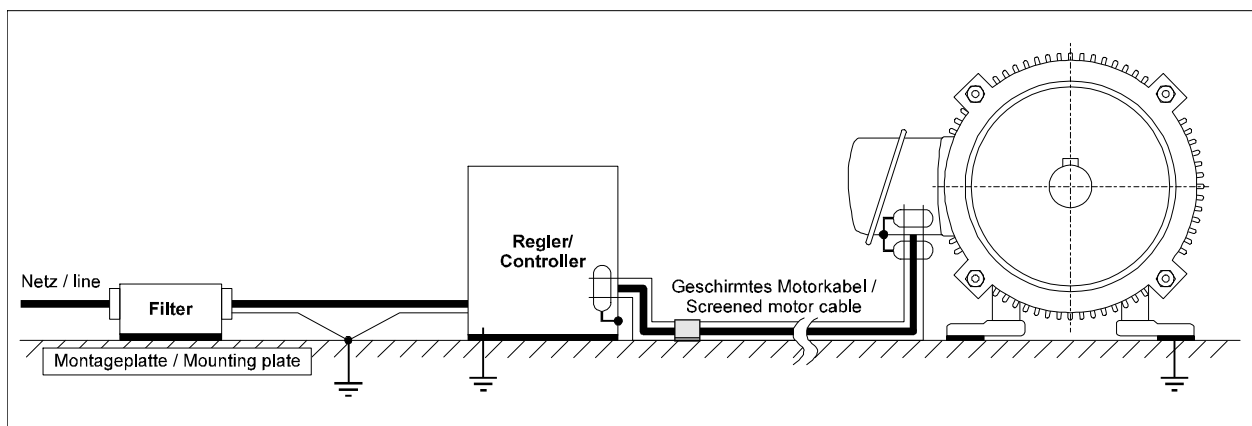 Netz / line
Filter
Montageplatte / Mounting plate
Regler/
Controller
Geschirmtes Motorkabel /
Screened motor cable